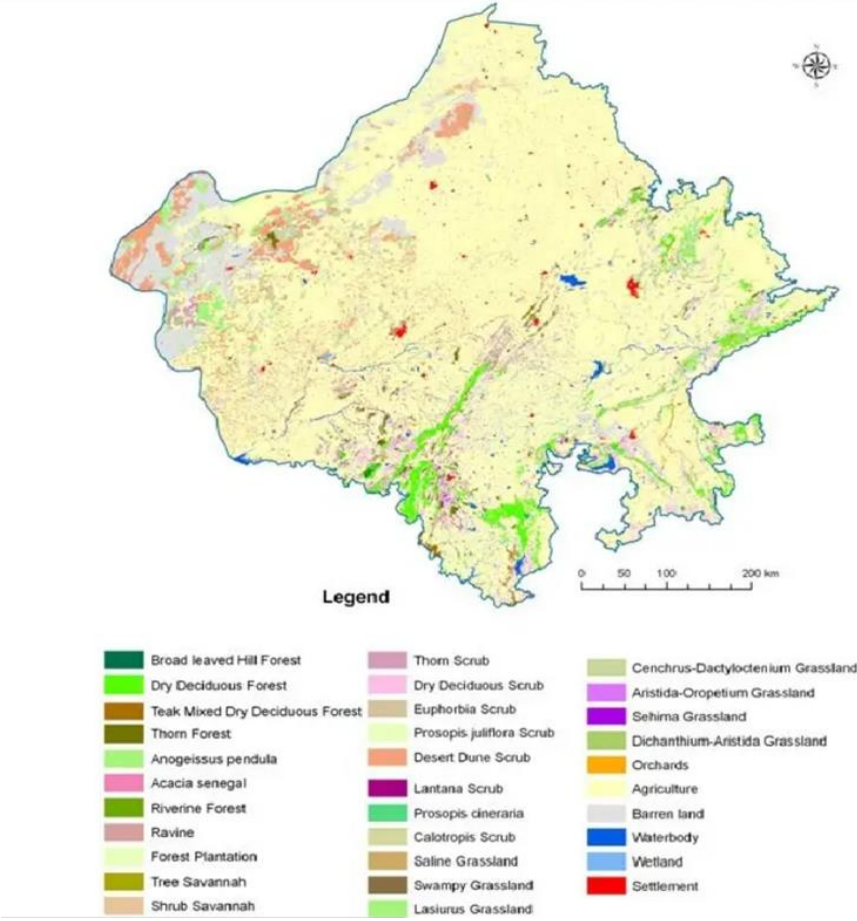 0 50 100 200 km
Legend
Broad leaved Hill Forest
Dry Deciduous Forest
Teak Mixed Dry Deciduous Forest
Thorn Forest
Anogeissus pendula
Acacia senegal
Riverine Forest
Ravine
Forest Plantation
Tree Savannah
Shrub Savannah
Thorn Scrub
Dry Deciduous Scrub
Euphorbia Scrub
Prosopis juliflora Scrub
Desert Dune Scrub
Lantana Scrub
Prosopis cineraria
Calotropis Scrub
Saline Grassland
Swampy Grassland
Lasiurus Grassland
Cenchrus-Dactyloctenium Grassland
Aristida-Oropetium Grassland
Sehima Grassland
Dichanthium-Aristida Grassland
Orchards
Agriculture
Barren land
Waterbody
Wetland
Settlement